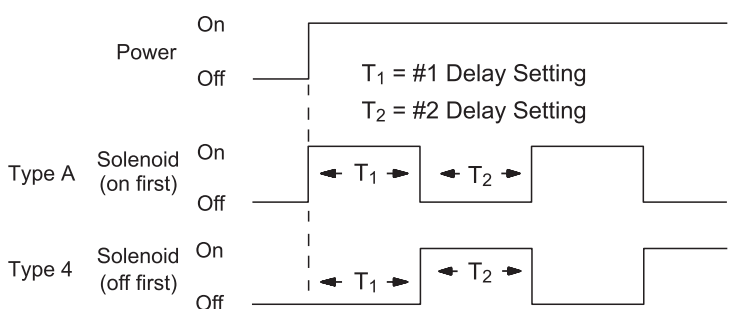 On
Power
Off
T₁ = #1 Delay Setting
T₂ = #2 Delay Setting
Type A
Solenoid
(on first)
On
Off
T₁
T₂
Type 4
Solenoid
(off first)
On
Off
T₁
T₂